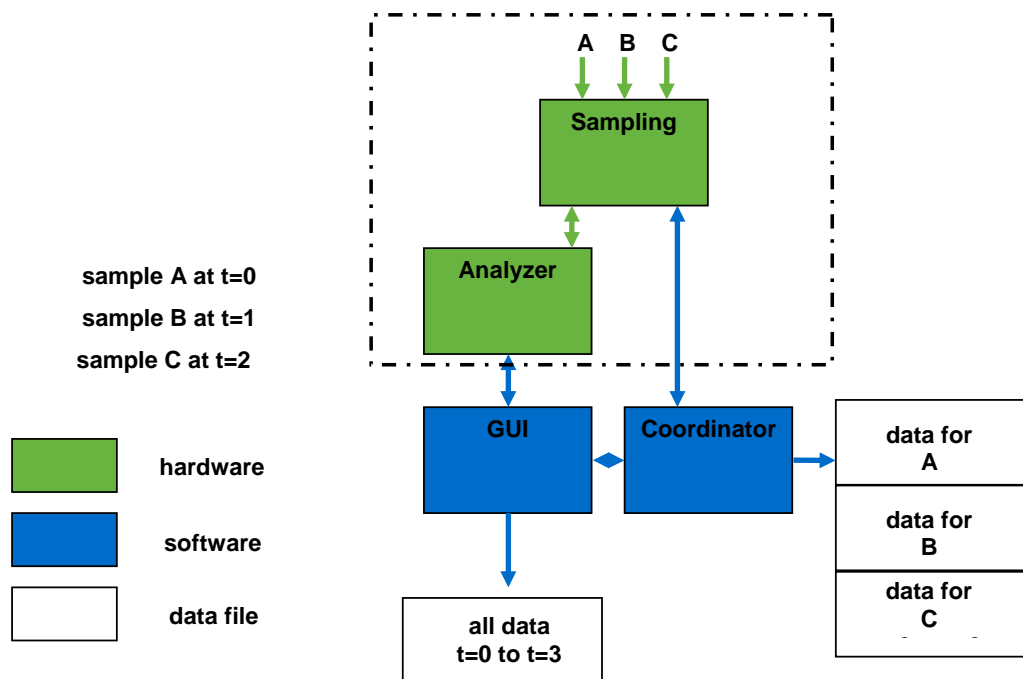 A B C
Sampling
Analyzer
sample A at t=0
sample B at t=1
sample C at t=2
GUI
Coordinator
data for
A
data for
B
data for
C
hardware
software
data file
all data
t=0 to t=3